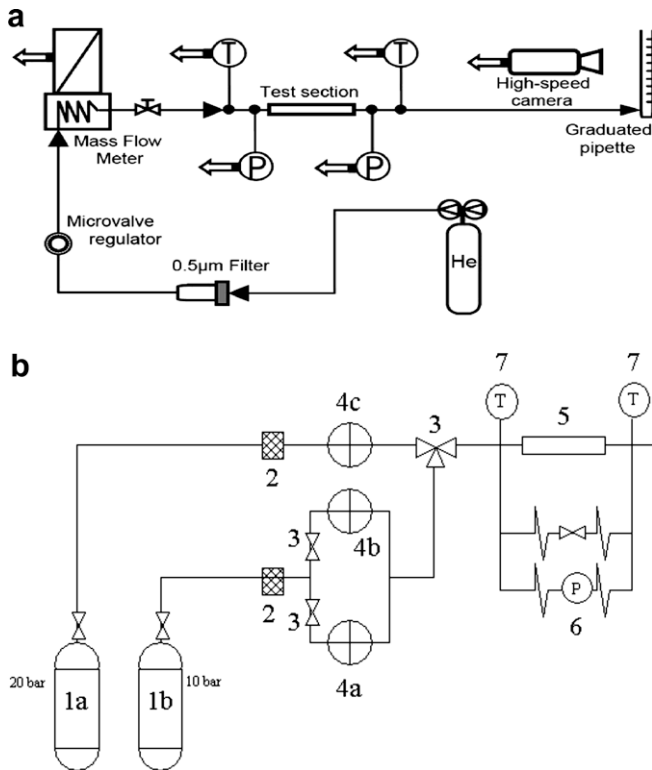 a
T
T
Test section
High-speed
camera
Mass Flow
Meter
P
P
Graduated
pipette
Microvalve
regulator
0.5µm Filter
He
b
7
7
4c
3
5
T
T
2
3
4b
2
3
P
6
4a
20 bar
1a
1b
10 bar